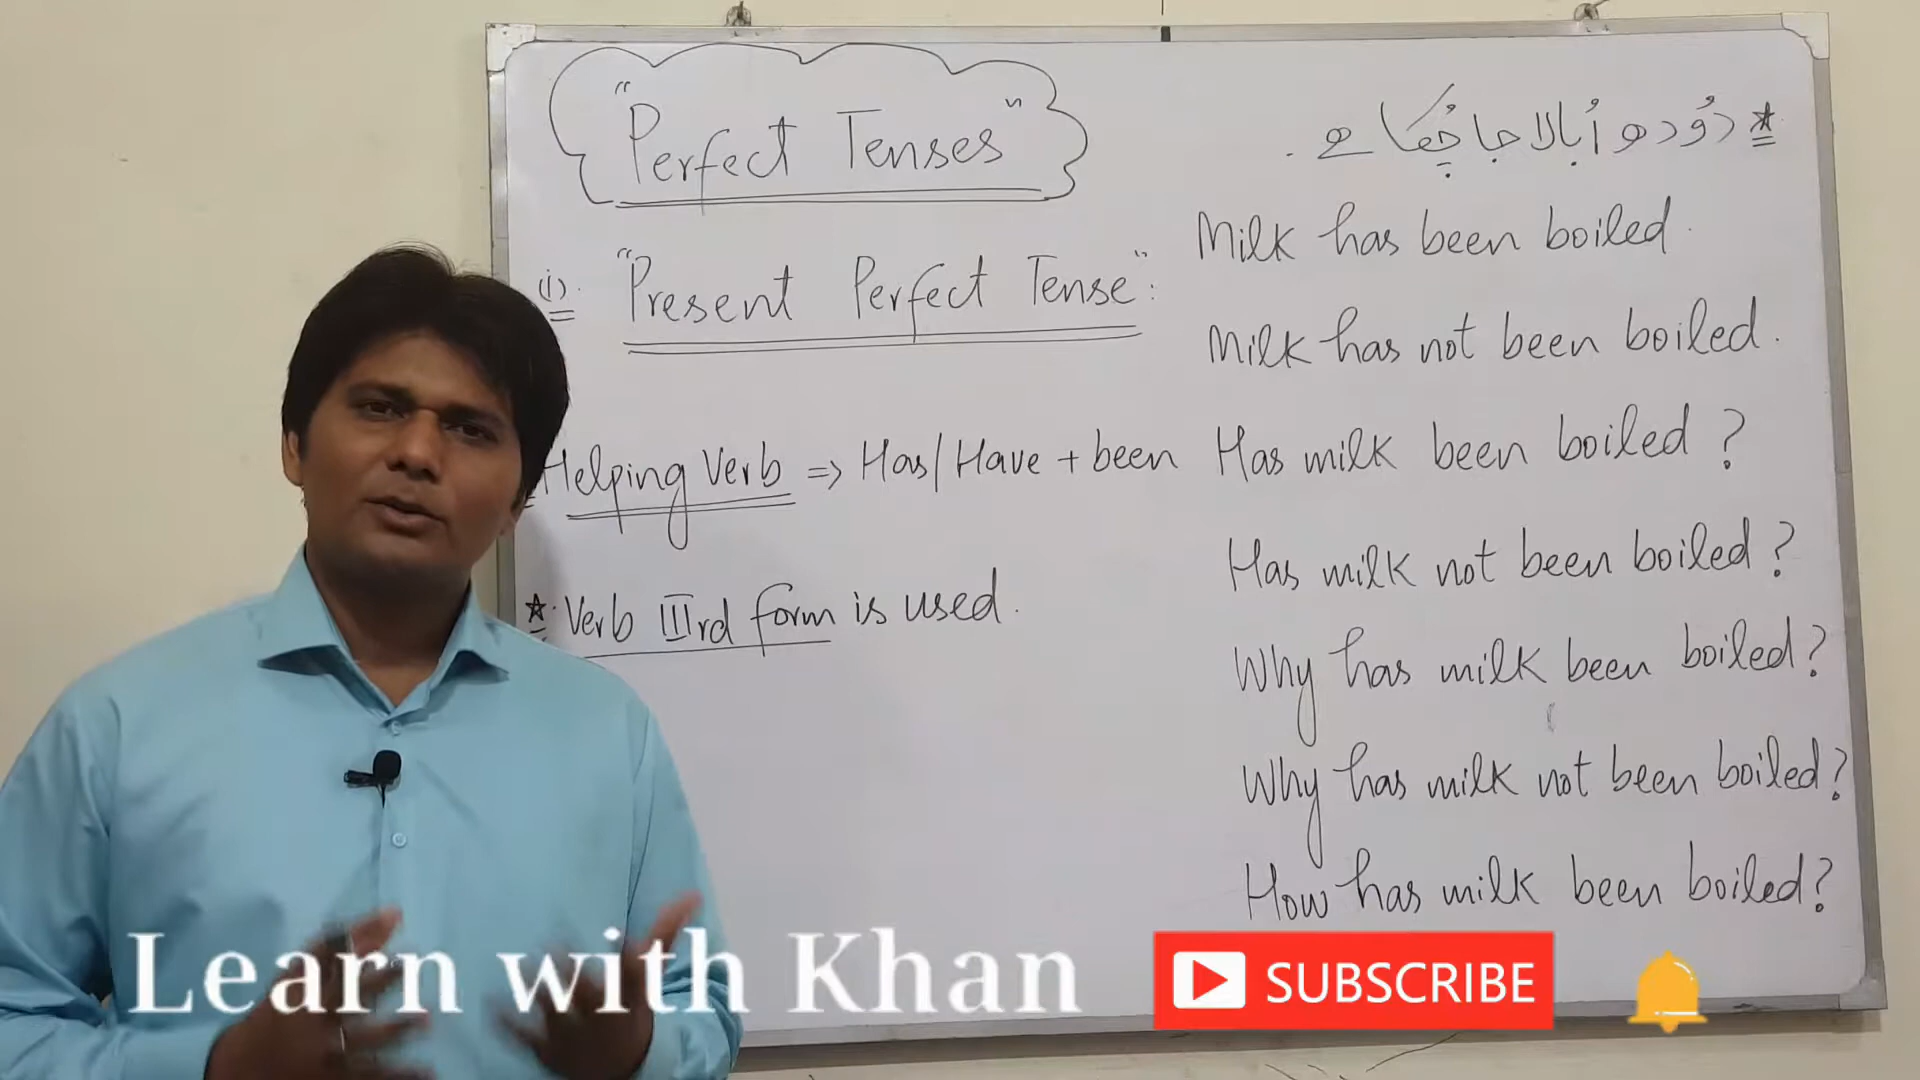 "Perfect Tenses"
(i) "Present Perfect Tense":
Helping Verb => Has/Have + been
* Verb IIIrd form is used.
* دُودھ اُبالا جا چُکا ہے۔
Milk has been boiled.
Milk has not been boiled.
Has milk been boiled?
Has milk not been boiled?
Why has milk been boiled?
Why has milk not been boiled?
How has milk been boiled?
Learn with Khan
SUBSCRIBE